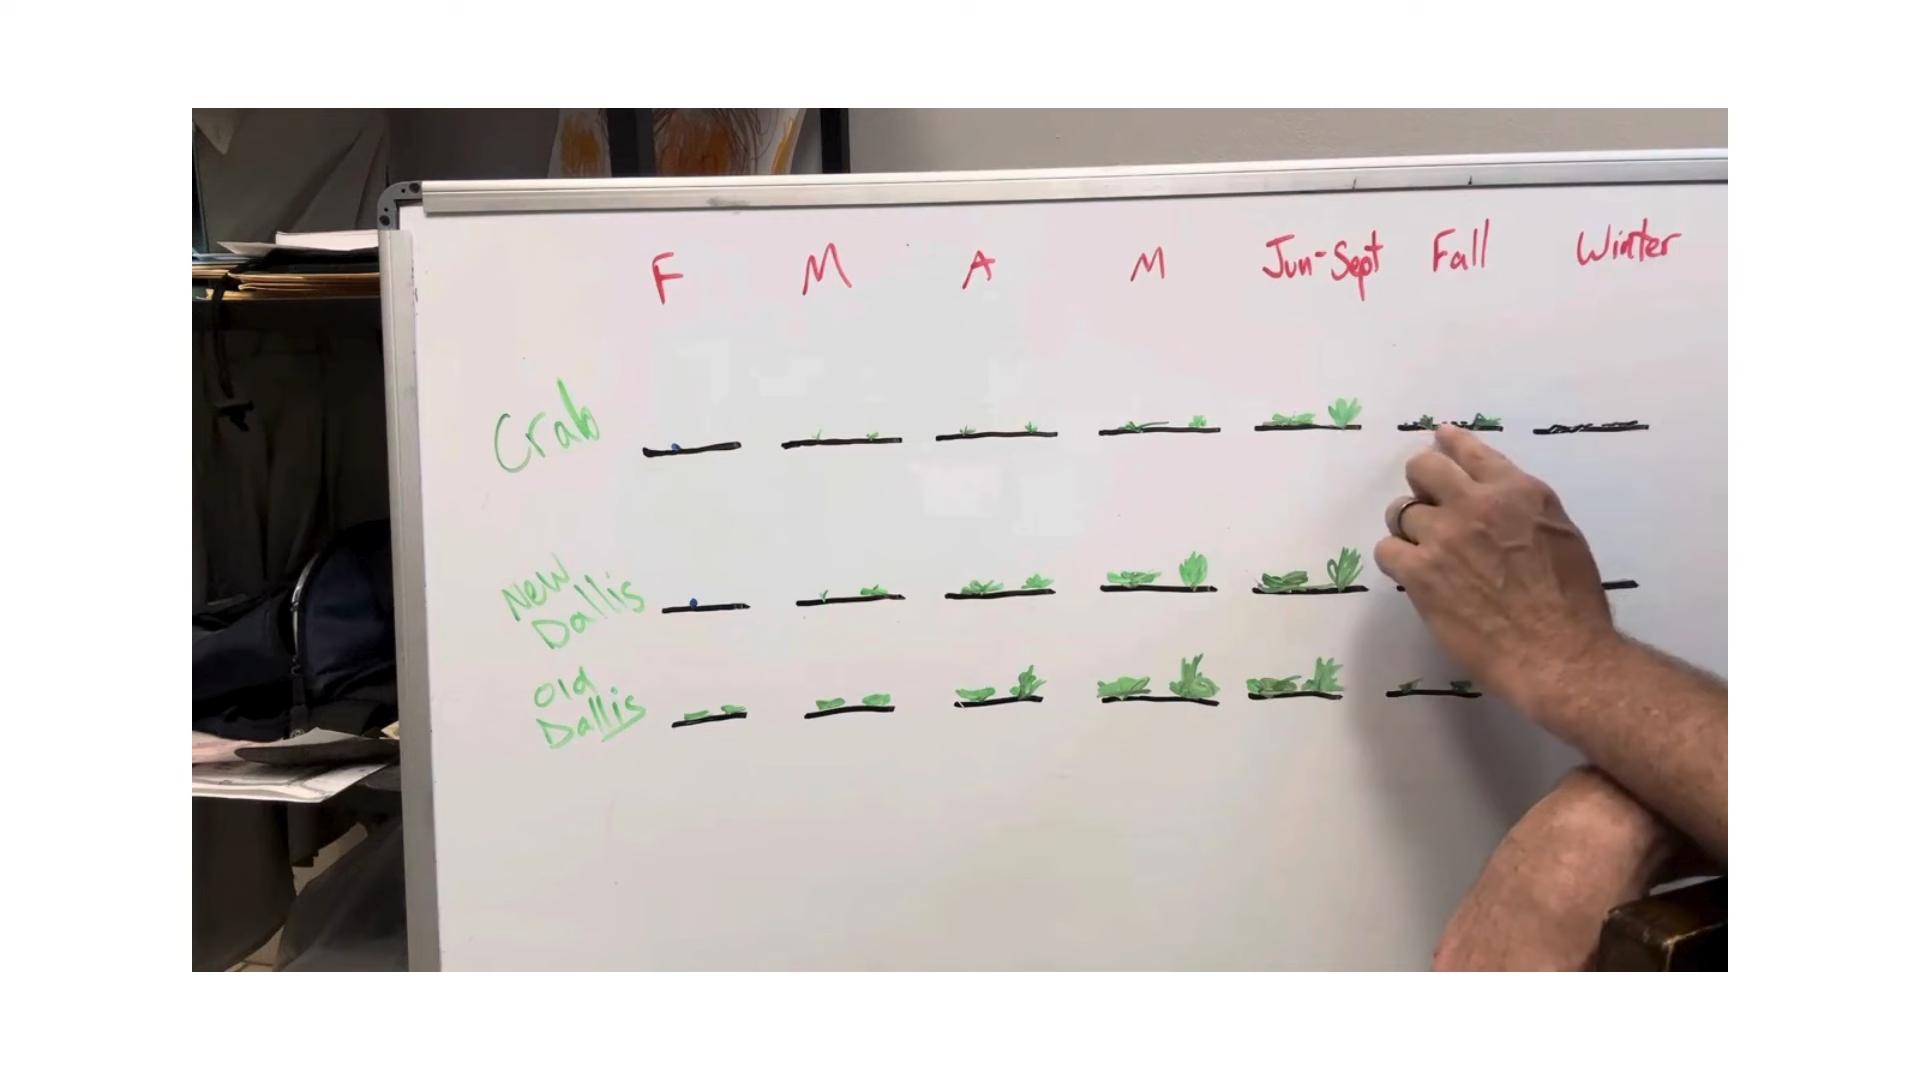 F M A M Jun-Sept Fall Winter
Crab
New
Dallis
Old
Dallis